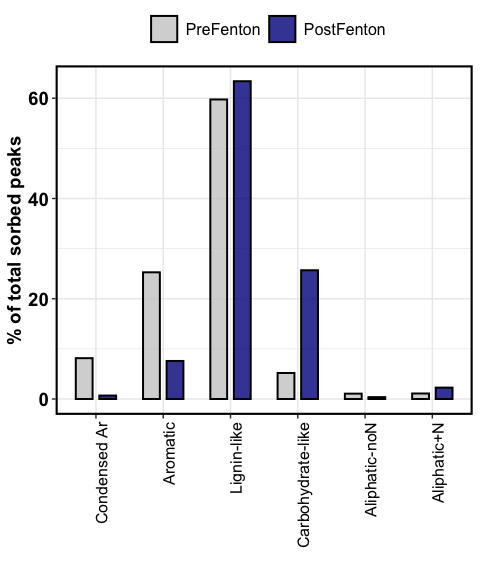 PreFenton PostFenton
% of total sorbed peaks
60
40
20
0
Condensed Ar
Aromatic
Lignin-like
Carbohydrate-like
Aliphatic-noN
Aliphatic+N